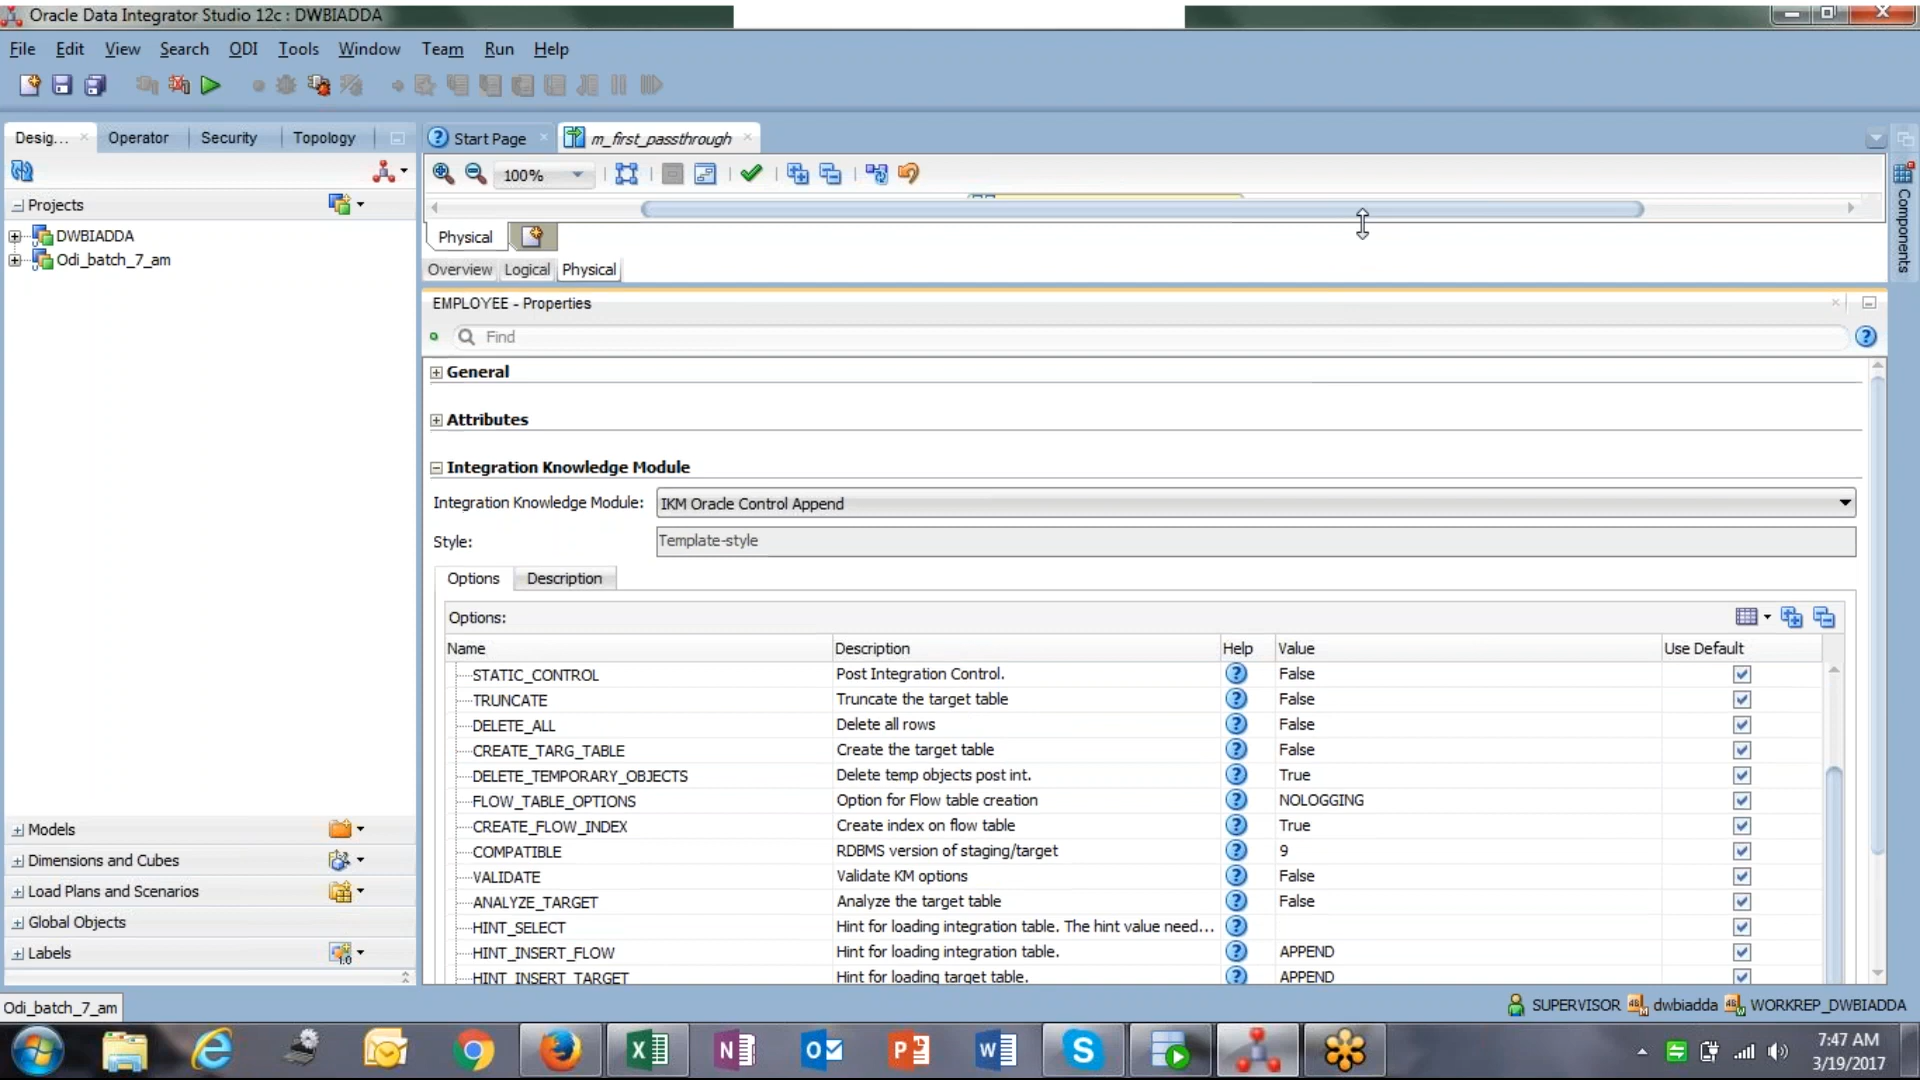 Oracle Data Integrator Studio 12c : DWBIADDA
File Edit View Search ODI Tools Window Team Run Help
Desig... Operator Security Topology
Start Page m_first_passthrough
100%
Projects
DWBIADDA
Odi_batch_7_am
Components
Physical
Overview Logical Physical
EMPLOYEE - Properties
Find
General
Attributes
Integration Knowledge Module
Integration Knowledge Module: IKM Oracle Control Append
Style: Template-style
Options Description
Options:
Name Description Help Value Use Default
STATIC_CONTROL Post Integration Control. False
TRUNCATE Truncate the target table False
DELETE_ALL Delete all rows False
CREATE_TARG_TABLE Create the target table False
DELETE_TEMPORARY_OBJECTS Delete temp objects post int. True
FLOW_TABLE_OPTIONS Option for Flow table creation NOLOGGING
CREATE_FLOW_INDEX Create index on flow table True
COMPATIBLE RDBMS version of staging/target 9
VALIDATE Validate KM options False
ANALYZE_TARGET Analyze the target table False
HINT_SELECT Hint for loading integration table. The hint value need...
HINT_INSERT_FLOW Hint for loading integration table. APPEND
HINT_INSERT_TARGET Hint for loading target table. APPEND
Models
Dimensions and Cubes
Load Plans and Scenarios
Global Objects
Labels
Odi_batch_7_am
SUPERVISOR dwbiadda WORKREP_DWBIADDA
7:47 AM
3/19/2017